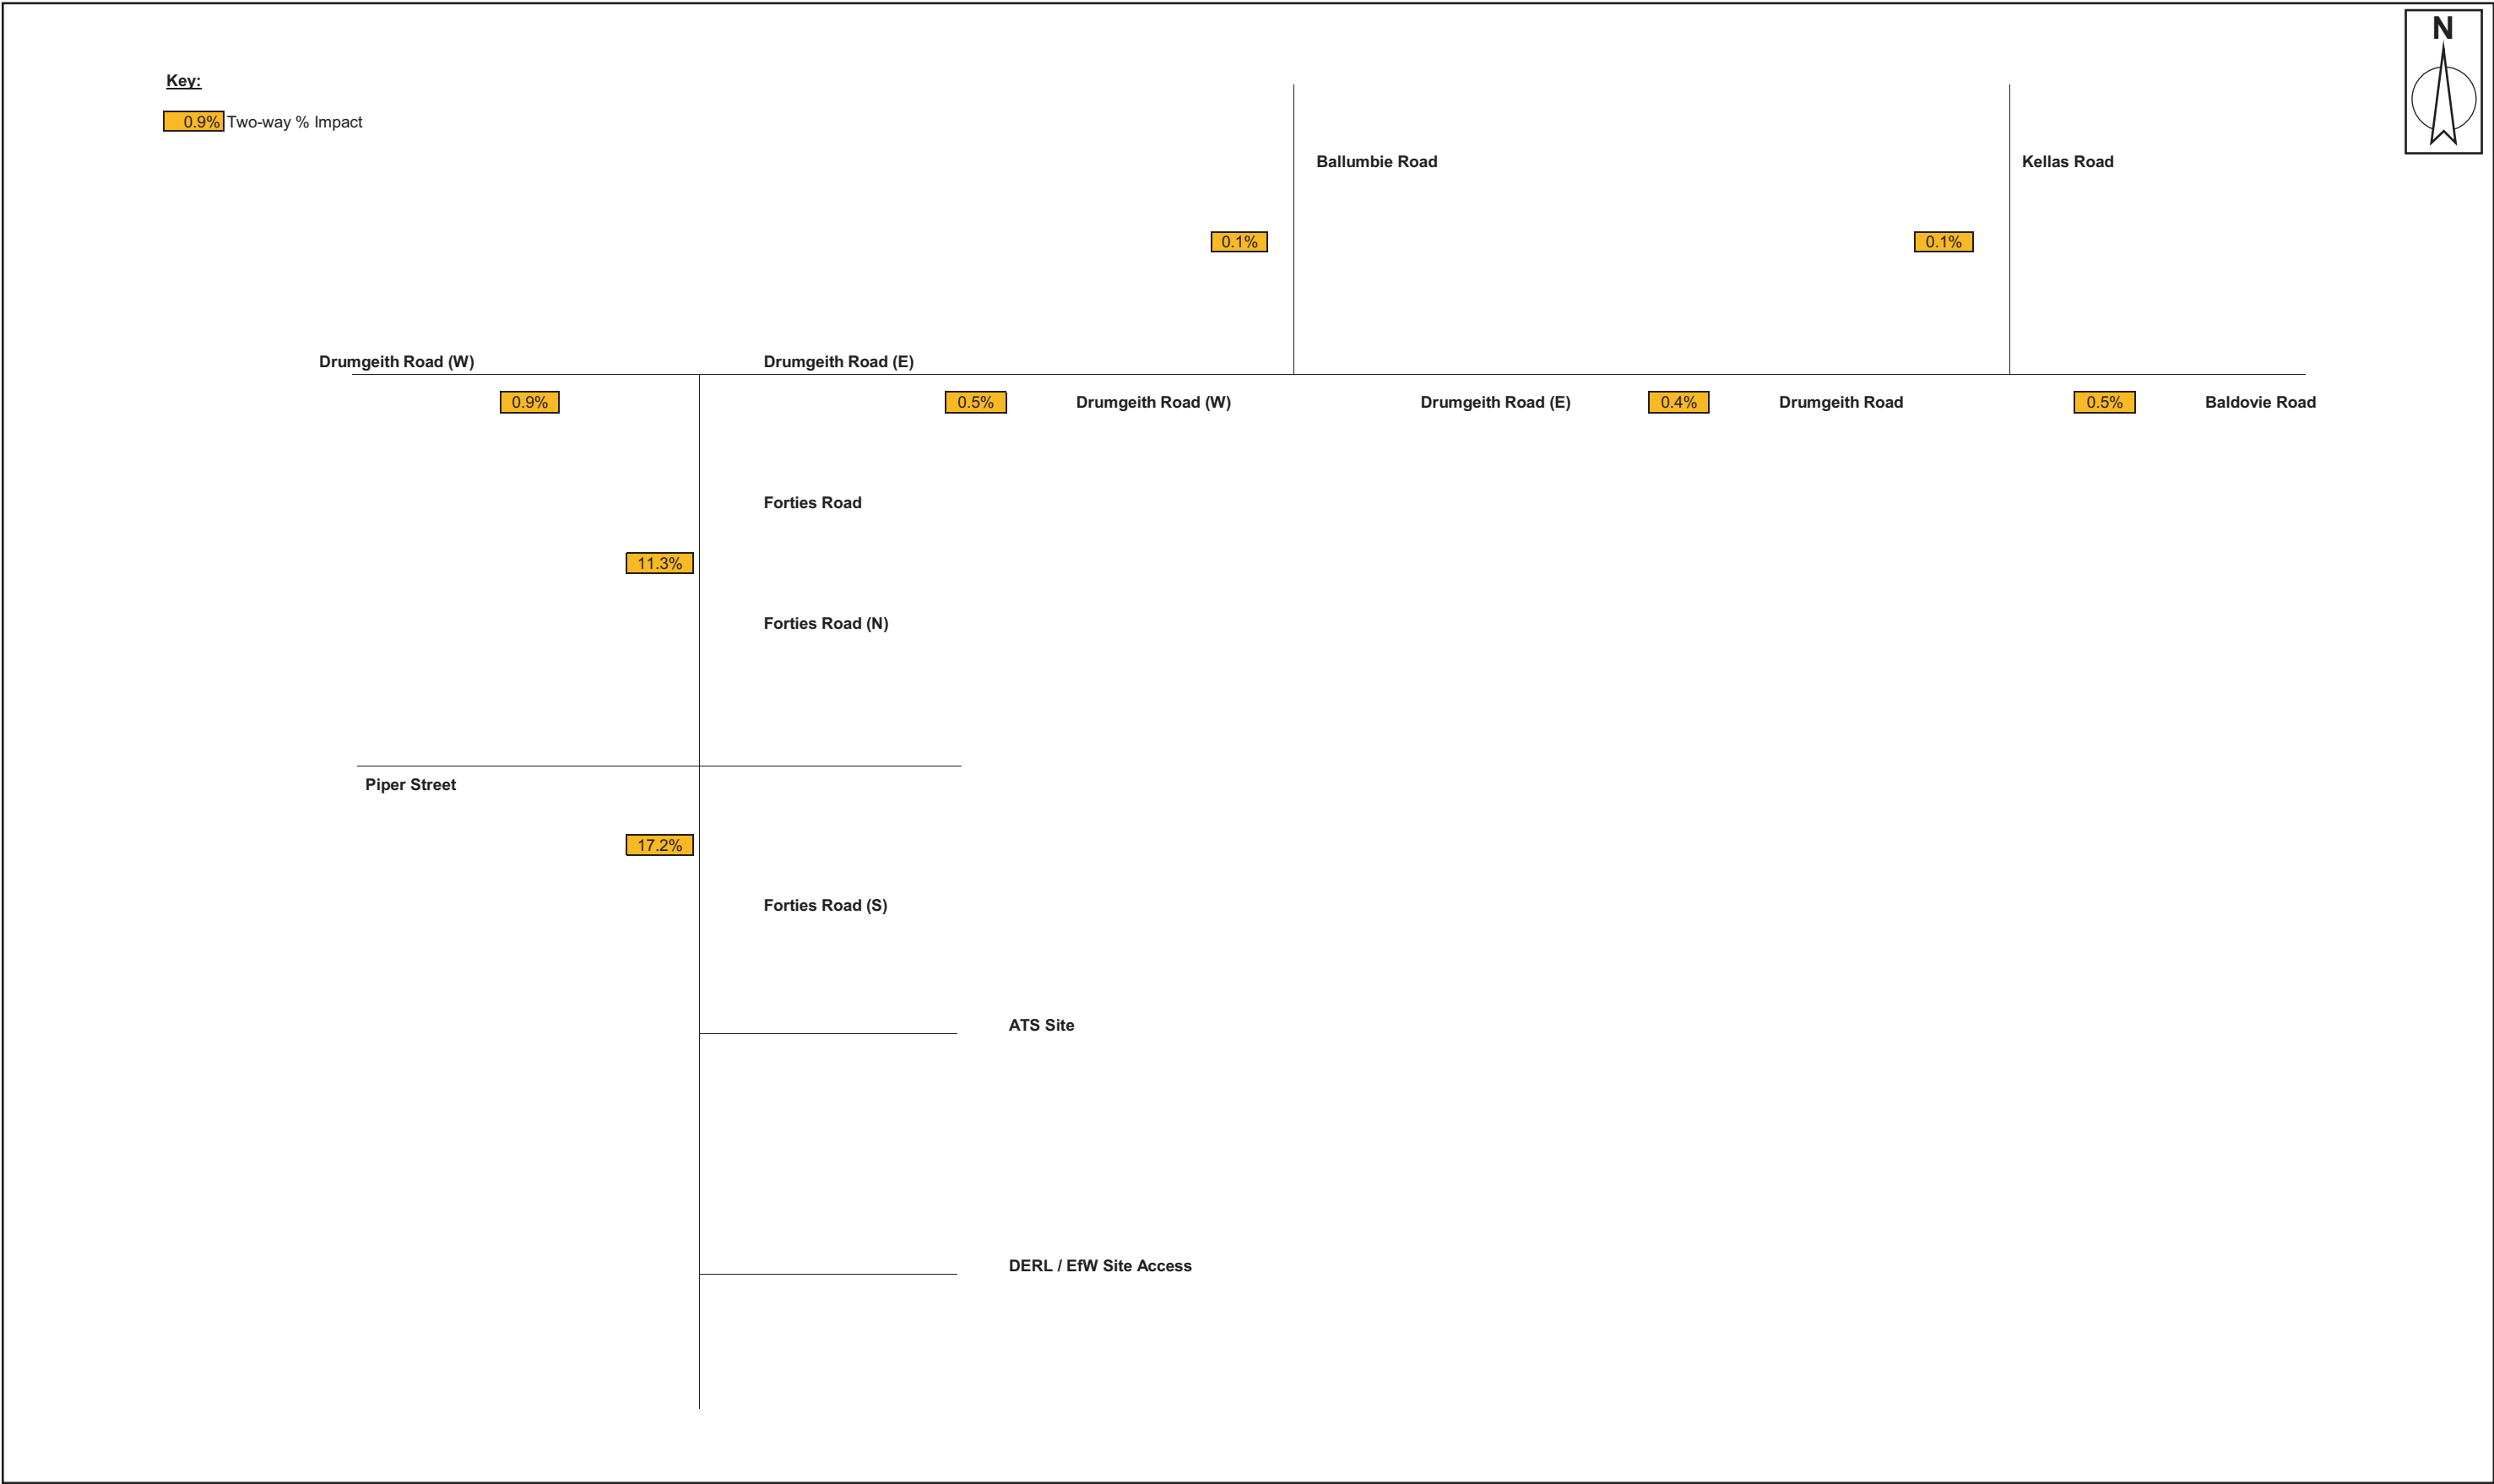 N
Key:
0.9% Two-way % Impact
Ballumbie Road
Kellas Road
0.1%
0.1%
Drumgeith Road (W)
Drumgeith Road (E)
0.9%
0.5%
Drumgeith Road (W)
Drumgeith Road (E)
0.4%
Drumgeith Road
0.5%
Baldovie Road
Forties Road
11.3%
Forties Road (N)
Piper Street
17.2%
Forties Road (S)
ATS Site
DERL / EfW Site Access